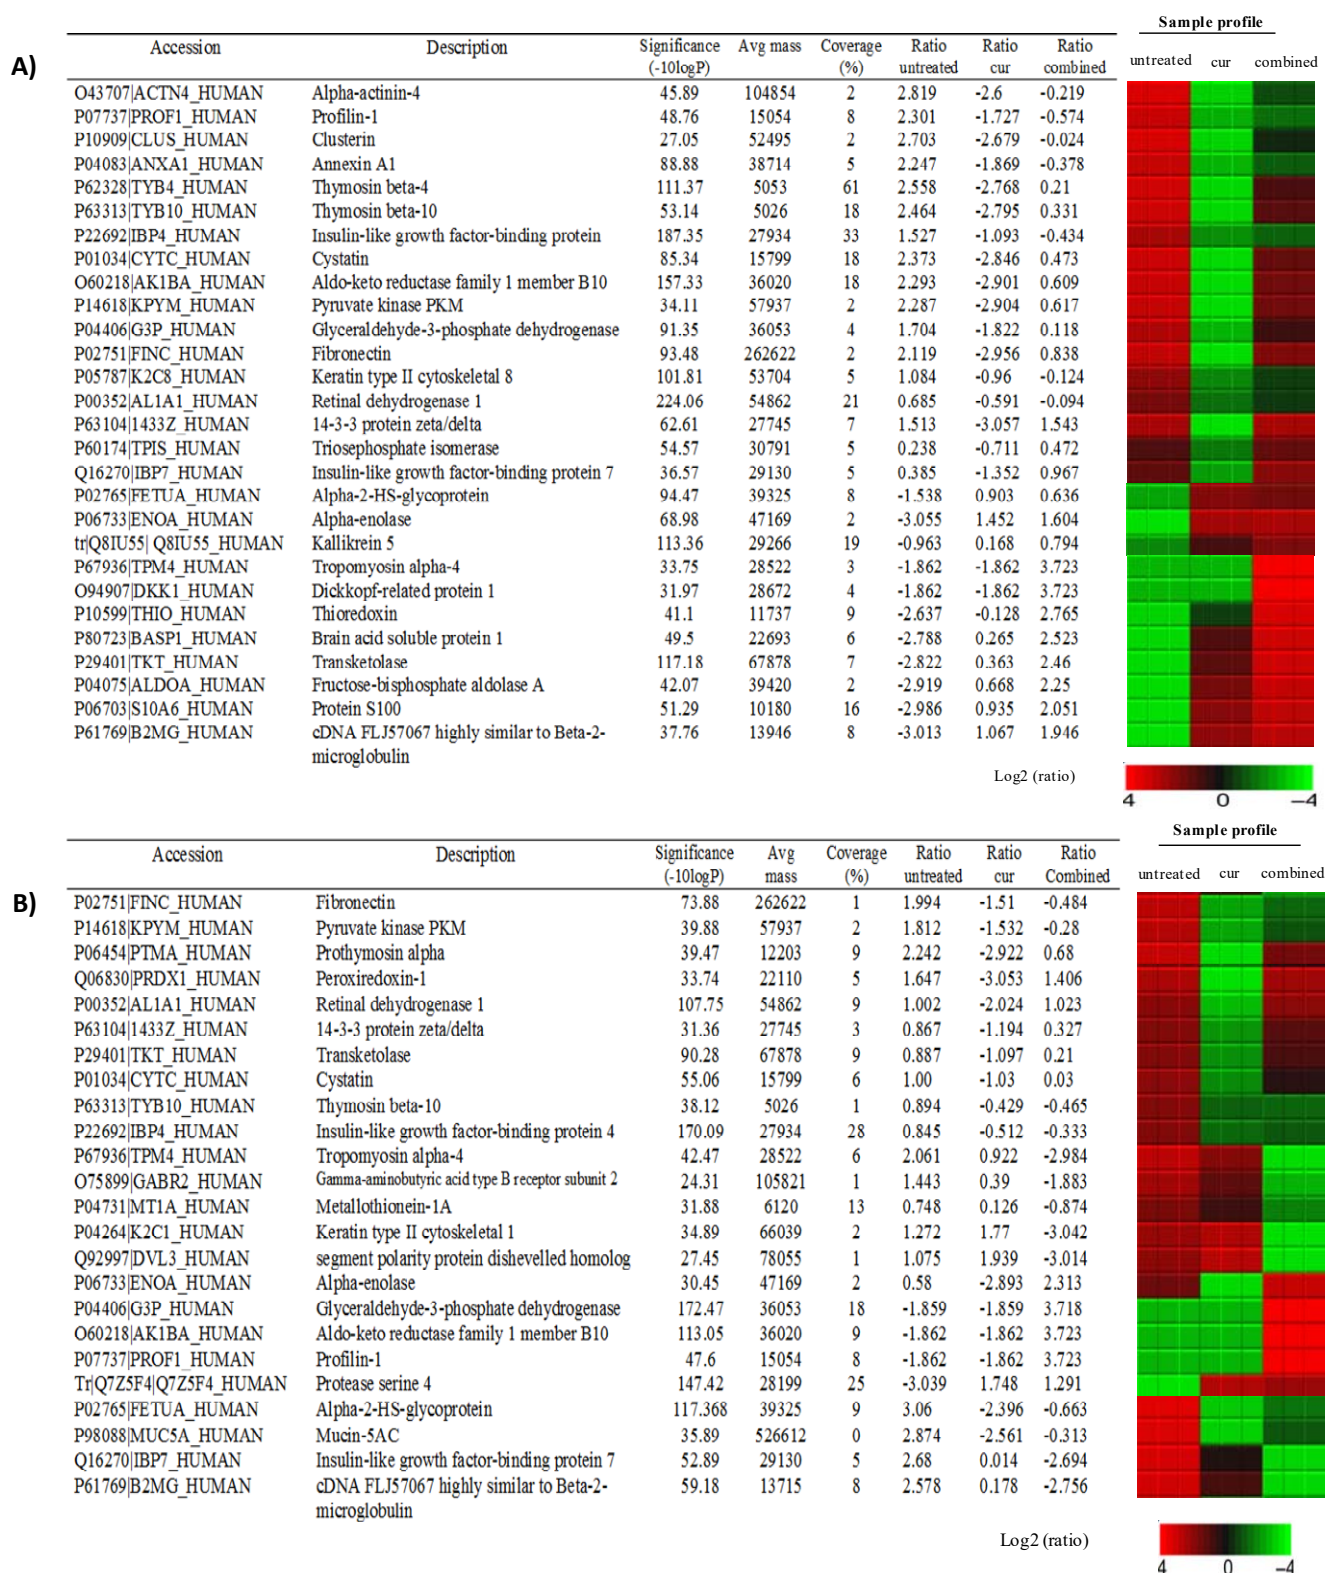 Sample profile
A)
Accession Description Significance (-10logP) Avg mass Coverage (%) Ratio untreated Ratio cur Ratio combined untreated cur combined
O43707|ACTN4_HUMAN Alpha-actinin-4 45.89 104854 2 2.819 -2.6 -0.219
P07737|PROF1_HUMAN Profilin-1 48.76 15054 8 2.301 -1.727 -0.574
P10909|CLUS_HUMAN Clusterin 27.05 52495 2 2.703 -2.679 -0.024
P04083|ANXA1_HUMAN Annexin A1 88.88 38714 5 2.247 -1.869 -0.378
P62328|TYB4_HUMAN Thymosin beta-4 111.37 5053 61 2.558 -2.768 0.21
P63313|TYB10_HUMAN Thymosin beta-10 53.14 5026 18 2.464 -2.795 0.331
P22692|IBP4_HUMAN Insulin-like growth factor-binding protein 187.35 27934 33 1.527 -1.093 -0.434
P01034|CYTC_HUMAN Cystatin 85.34 15799 18 2.373 -2.846 0.473
O60218|AK1BA_HUMAN Aldo-keto reductase family 1 member B10 157.33 36020 18 2.293 -2.901 0.609
P14618|KPYM_HUMAN Pyruvate kinase PKM 34.11 57937 2 2.287 -2.904 0.617
P04406|G3P_HUMAN Glyceraldehyde-3-phosphate dehydrogenase 91.35 36053 4 1.704 -1.822 0.118
P02751|FINC_HUMAN Fibronectin 93.48 262622 2 2.119 -2.956 0.838
P05787|K2C8_HUMAN Keratin type II cytoskeletal 8 101.81 53704 5 1.084 -0.96 -0.124
P00352|AL1A1_HUMAN Retinal dehydrogenase 1 224.06 54862 21 0.685 -0.591 -0.094
P63104|1433Z_HUMAN 14-3-3 protein zeta/delta 62.61 27745 7 1.513 -3.057 1.543
P60174|TPIS_HUMAN Triosephosphate isomerase 54.57 30791 5 0.238 -0.711 0.472
Q16270|IBP7_HUMAN Insulin-like growth factor-binding protein 7 36.57 29130 5 0.385 -1.352 0.967
P02765|FETUA_HUMAN Alpha-2-HS-glycoprotein 94.47 39325 8 -1.538 0.903 0.636
P06733|ENOA_HUMAN Alpha-enolase 68.98 47169 2 -3.055 1.452 1.604
tr|Q8IU55| Q8IU55_HUMAN Kallikrein 5 113.36 29266 19 -0.963 0.168 0.794
P67936|TPM4_HUMAN Tropomyosin alpha-4 33.75 28522 3 -1.862 -1.862 3.723
O94907|DKK1_HUMAN Dickkopf-related protein 1 31.97 28672 4 -1.862 -1.862 3.723
P10599|THIO_HUMAN Thioredoxin 41.1 11737 9 -2.637 -0.128 2.765
P80723|BASP1_HUMAN Brain acid soluble protein 1 49.5 22693 6 -2.788 0.265 2.523
P29401|TKT_HUMAN Transketolase 117.18 67878 7 -2.822 0.363 2.46
P04075|ALDOA_HUMAN Fructose-bisphosphate aldolase A 42.07 39420 2 -2.919 0.668 2.25
P06703|S10A6_HUMAN Protein S100 51.29 10180 16 -2.986 0.935 2.051
P61769|B2MG_HUMAN cDNA FLJ57067 highly similar to Beta-2- 37.76 13946 8 -3.013 1.067 1.946
microglobulin
Log2 (ratio)
4 0 -4
Sample profile
B)
Accession Description Significance (-10logP) Avg mass Coverage (%) Ratio untreated Ratio cur Ratio Combined untreated cur combined
P02751|FINC_HUMAN Fibronectin 73.88 262622 1 1.994 -1.51 -0.484
P14618|KPYM_HUMAN Pyruvate kinase PKM 39.88 57937 2 1.812 -1.532 -0.28
P06454|PTMA_HUMAN Prothymosin alpha 39.47 12203 9 2.242 -2.922 0.68
Q06830|PRDX1_HUMAN Peroxiredoxin-1 33.74 22110 5 1.647 -3.053 1.406
P00352|AL1A1_HUMAN Retinal dehydrogenase 1 107.75 54862 9 1.002 -2.024 1.023
P63104|1433Z_HUMAN 14-3-3 protein zeta/delta 31.36 27745 3 0.867 -1.194 0.327
P29401|TKT_HUMAN Transketolase 90.28 67878 9 0.887 -1.097 0.21
P01034|CYTC_HUMAN Cystatin 55.06 15799 6 1.00 -1.03 0.03
P63313|TYB10_HUMAN Thymosin beta-10 38.12 5026 1 0.894 -0.429 -0.465
P22692|IBP4_HUMAN Insulin-like growth factor-binding protein 4 170.09 27934 28 0.845 -0.512 -0.333
P67936|TPM4_HUMAN Tropomyosin alpha-4 42.47 28522 6 2.061 0.922 -2.984
O75899|GABR2_HUMAN Gamma-aminobutyric acid type B receptor subunit 2 24.31 105821 1 1.443 0.39 -1.883
P04731|MT1A_HUMAN Metallothionein-1A 31.88 6120 13 0.748 0.126 -0.874
P04264|K2C1_HUMAN Keratin type II cytoskeletal 1 34.89 66039 2 1.272 1.77 -3.042
Q92997|DVL3_HUMAN segment polarity protein dishevelled homolog 27.45 78055 1 1.075 1.939 -3.014
P06733|ENOA_HUMAN Alpha-enolase 30.45 47169 2 0.58 -2.893 2.313
P04406|G3P_HUMAN Glyceraldehyde-3-phosphate dehydrogenase 172.47 36053 18 -1.859 -1.859 3.718
O60218|AK1BA_HUMAN Aldo-keto reductase family 1 member B10 113.05 36020 9 -1.862 -1.862 3.723
P07737|PROF1_HUMAN Profilin-1 47.6 15054 8 -1.862 -1.862 3.723
Tr|Q7Z5F4|Q7Z5F4_HUMAN Protease serine 4 147.42 28199 25 -3.039 1.748 1.291
P02765|FETUA_HUMAN Alpha-2-HS-glycoprotein 117.368 39325 9 3.06 -2.396 -0.663
P98088|MUC5A_HUMAN Mucin-5AC 35.89 526612 0 2.874 -2.561 -0.313
Q16270|IBP7_HUMAN Insulin-like growth factor-binding protein 7 52.89 29130 5 2.68 0.014 -2.694
P61769|B2MG_HUMAN cDNA FLJ57067 highly similar to Beta-2- 59.18 13715 8 2.578 0.178 -2.756
microglobulin
Log2 (ratio)
4 0 -4